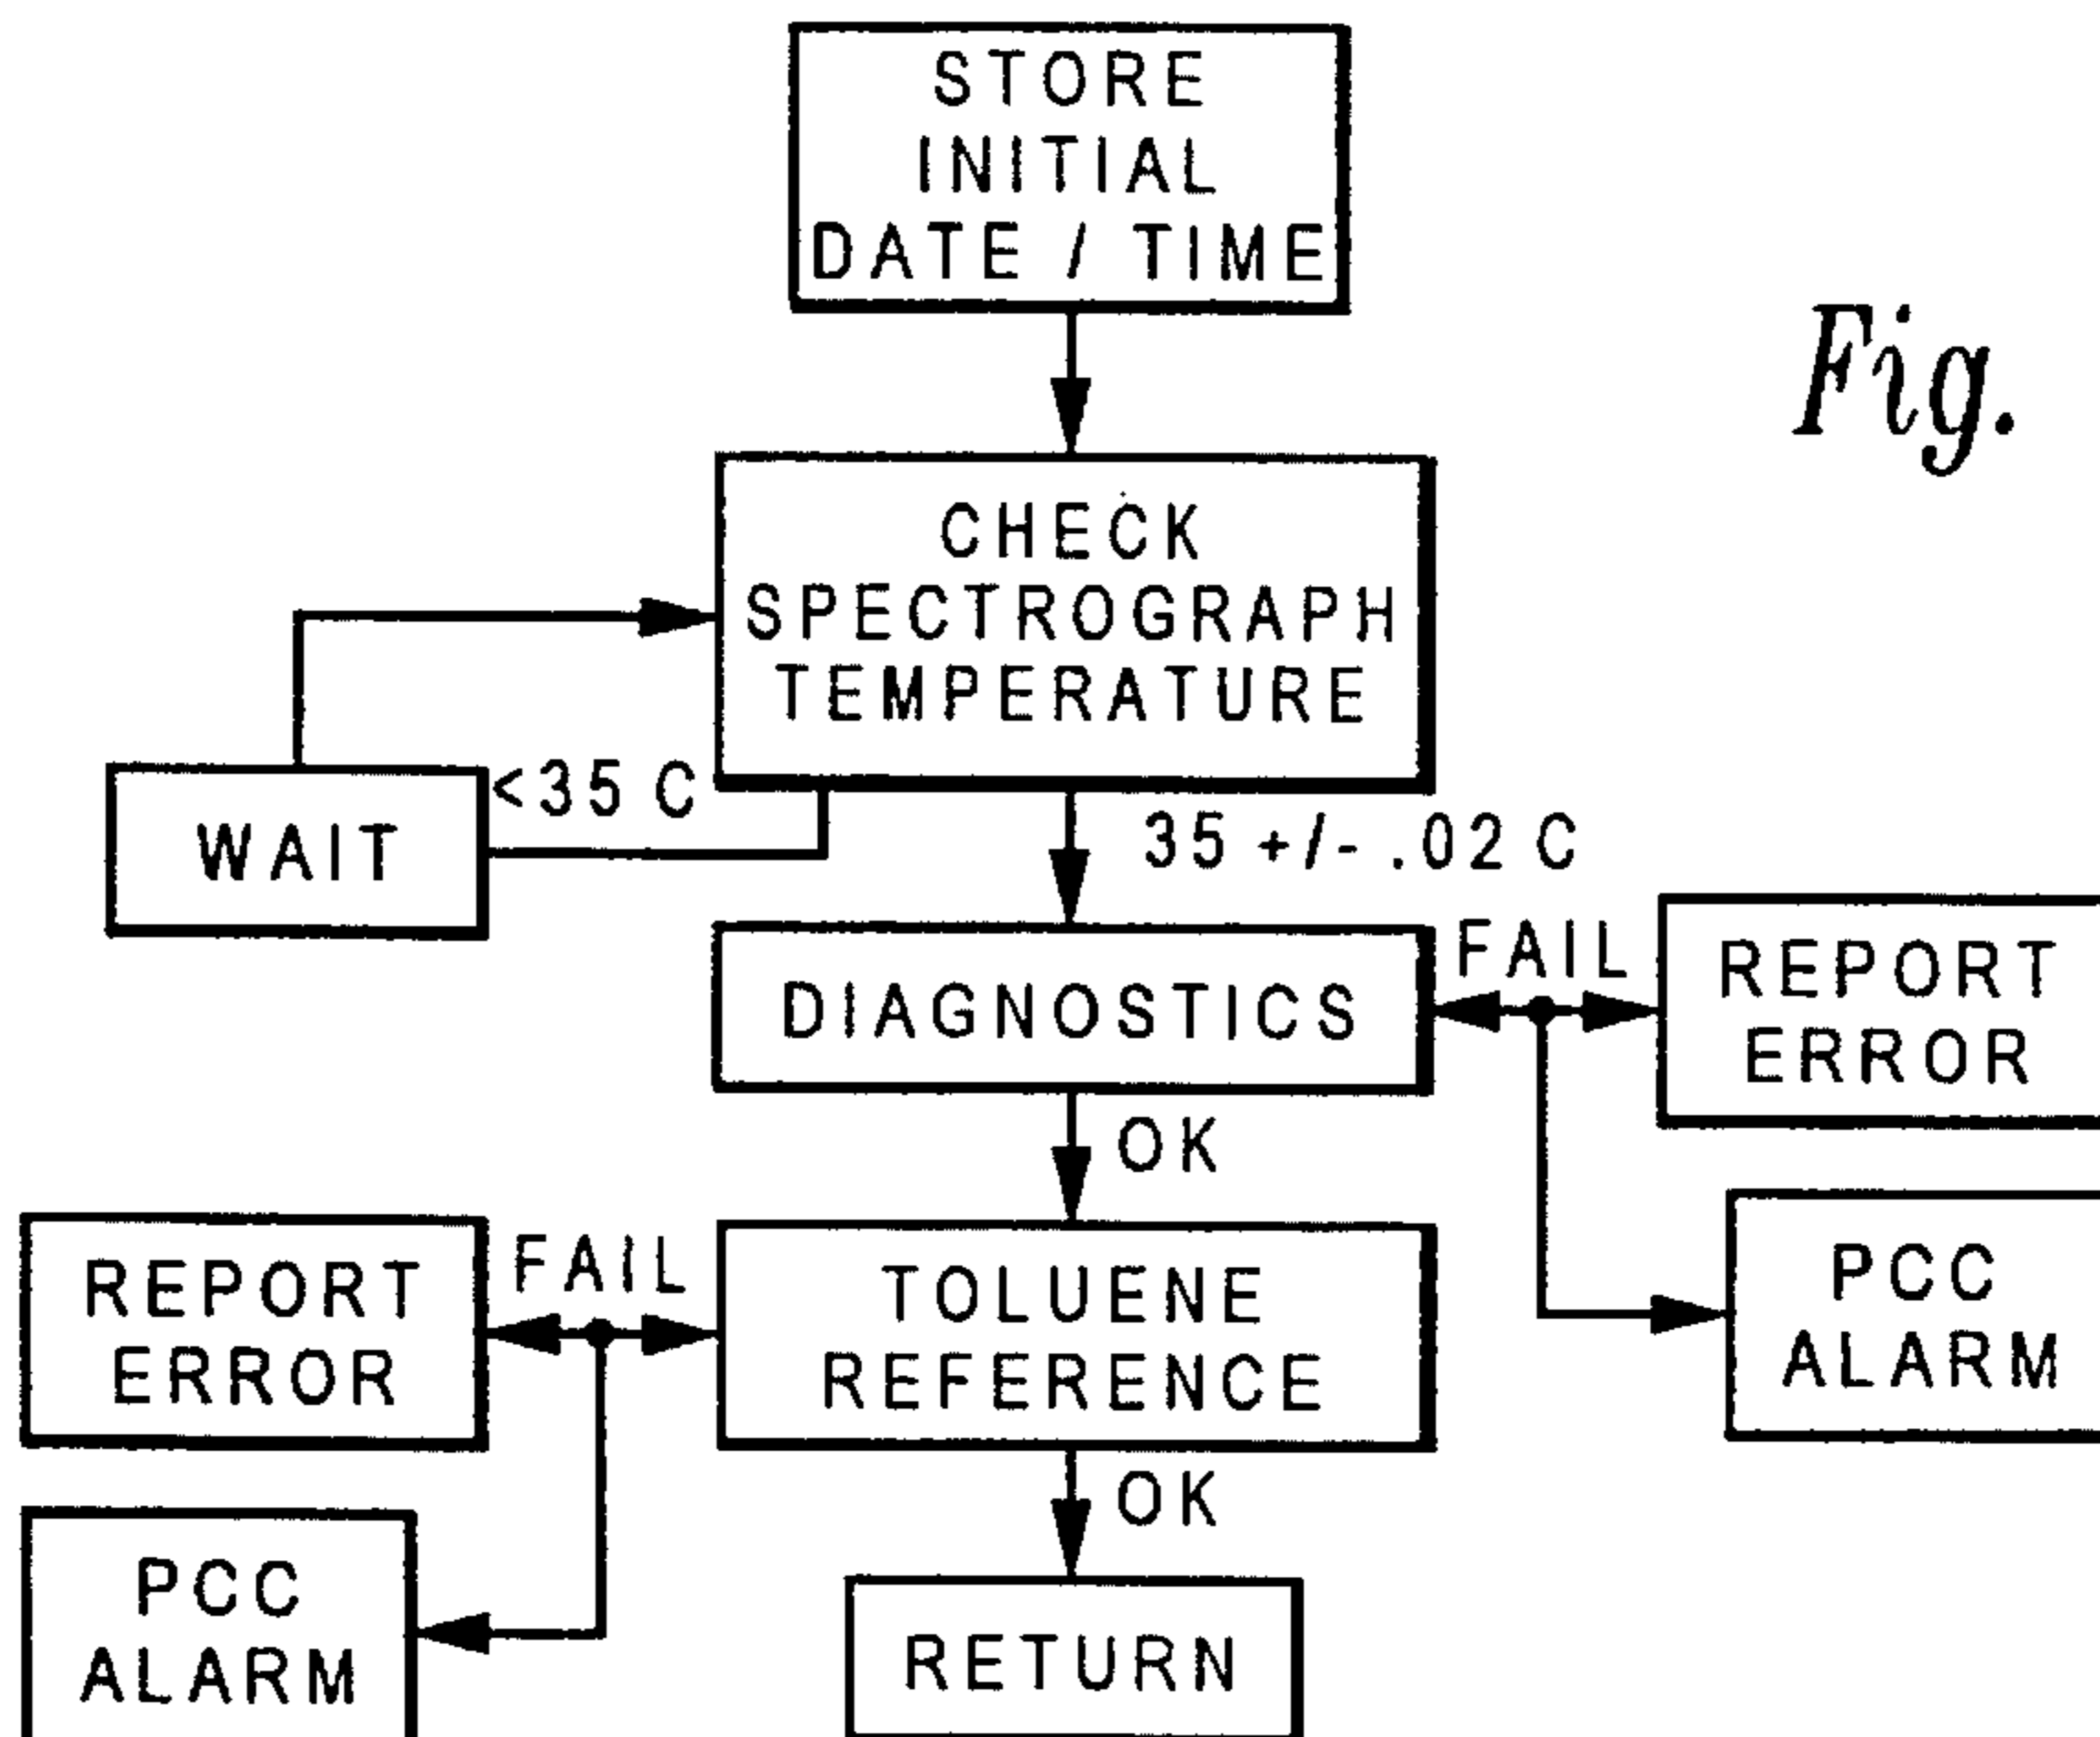 STORE
INITIAL
DATE / TIME
Fig.
CHECK
SPECTROGRAPH
TEMPERATURE
<35 C
WAIT
35 +/- .02 C
DIAGNOSTICS
FAIL
REPORT
ERROR
OK
PCC
ALARM
REPORT
ERROR
FAIL
TOLUENE
REFERENCE
OK
PCC
ALARM
RETURN